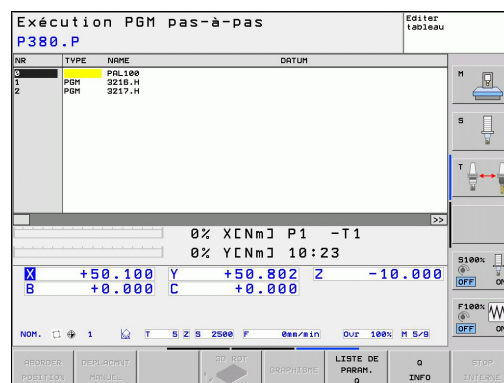 Exécution PGM pas-à-pas
Editer tableau
P380.P
NR TYPE NAME DATUM
0 PAL100
1 PGM 3216.H
2 PGM 3217.H
>>
M
S
T
0% X[Nm] P1 -T1
0% Y[Nm] 10:23
X +50.100 Y +50.802 Z -10.000
B +0.000 C +0.000
S100%
OFF ON
F100%
OFF ON
NOM. 1 T 5 Z S 2500 F 0mm/min Our 100% M 5/9
ABORDER POSITION
DEPLACMNT MANUEL
3D ROT
GRAPHISME
LISTE DE PARAM. Q
Q INFO
STOP INTERNE